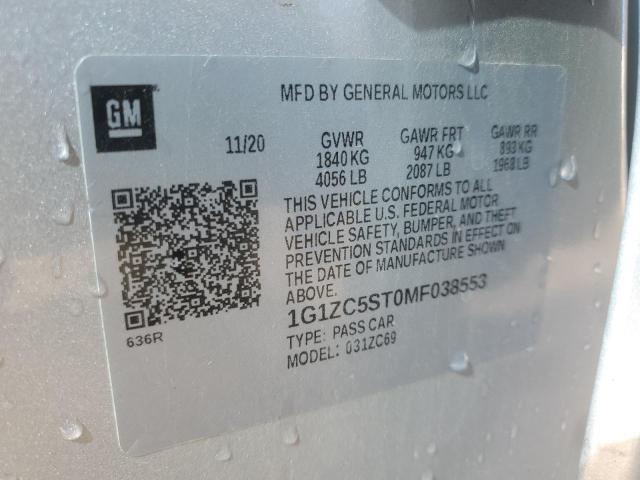 GM
MFD BY GENERAL MOTORS LLC
11/20 GVWR GAWR FRT GAWR RR
1840 KG 947 KG 893 KG
4056 LB 2087 LB 1968 LB
THIS VEHICLE CONFORMS TO ALL
APPLICABLE U.S. FEDERAL MOTOR
VEHICLE SAFETY, BUMPER, AND THEFT
PREVENTION STANDARDS IN EFFECT ON
THE DATE OF MANUFACTURE SHOWN
ABOVE.
1G1ZC5ST0MF038553
TYPE: PASS CAR
MODEL: 031ZC69
636R